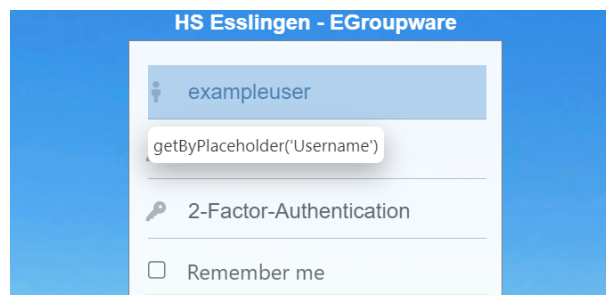 HS Esslingen - EGroupware
exampleuser
getByPlaceholder('Username')
2-Factor-Authentication
Remember me